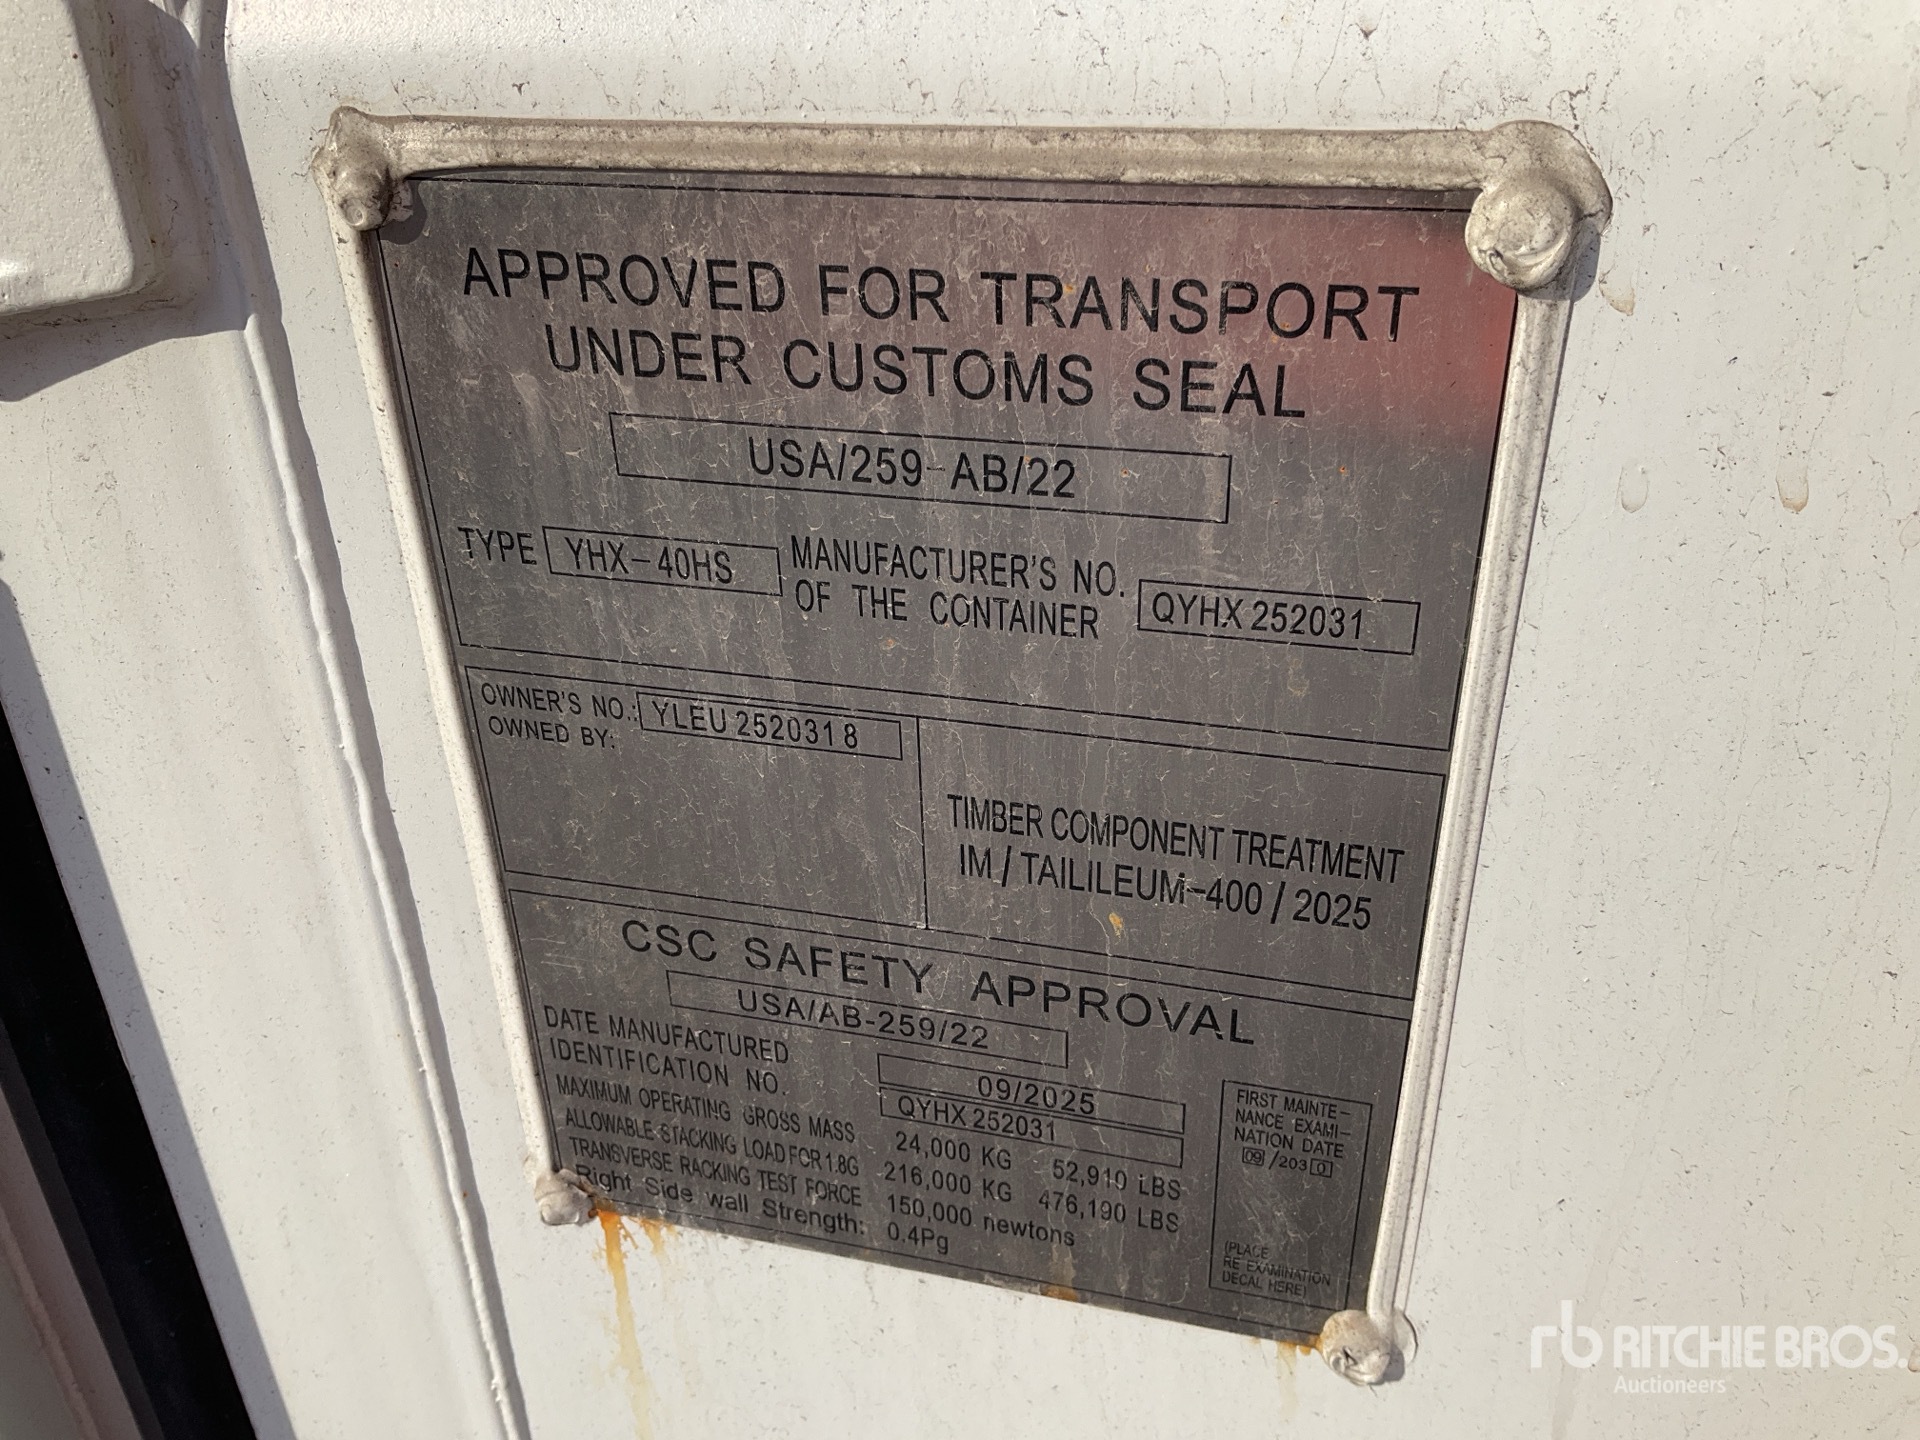 APPROVED FOR TRANSPORT
UNDER CUSTOMS SEAL
USA/259-AB/22
TYPE YHX-40HS MANUFACTURER'S NO. OF THE CONTAINER QYHX 252031
OWNER'S NO.: YLEU 252031 8
OWNED BY:
TIMBER COMPONENT TREATMENT
IM / TAILILEUM-400 / 2025
CSC SAFETY APPROVAL
USA/AB-259/22
DATE MANUFACTURED 09/2025
IDENTIFICATION NO. QYHX 252031
MAXIMUM OPERATING GROSS MASS 24,000 KG 52,910 LBS
ALLOWABLE STACKING LOAD FOR 1.8G 216,000 KG 476,190 LBS
TRANSVERSE RACKING TEST FORCE 150,000 newtons
Right Side wall Strength: 0.4Pg
FIRST MAINTE-
NANCE EXAMI-
NATION DATE
09/2030
(PLACE
RE EXAMINATION
DECAL HERE)
rb RITCHIE BROS.
Auctioneers